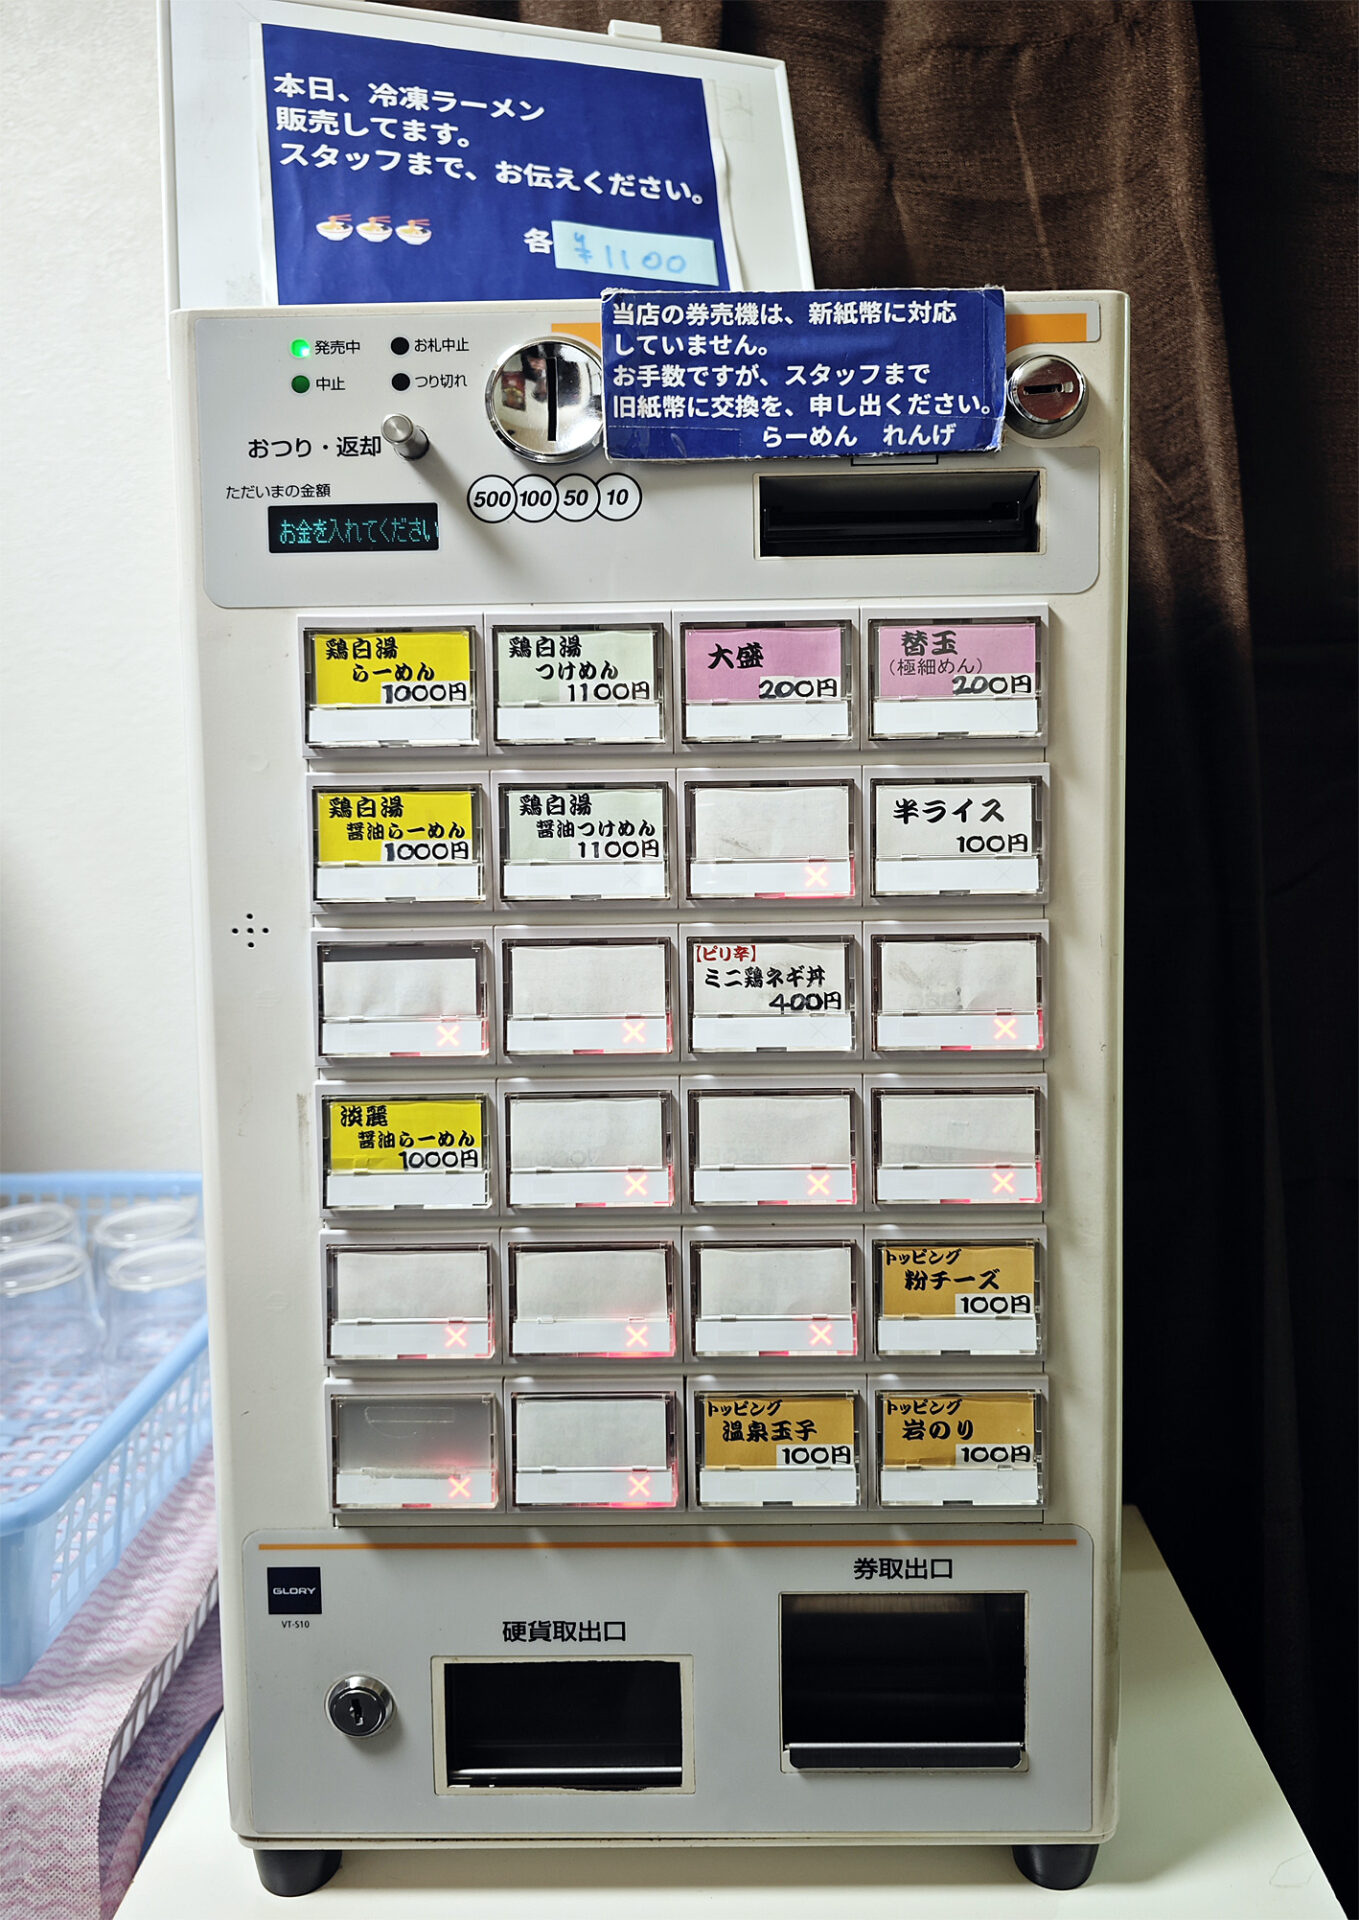 本日、冷凍ラーメン
販売してます。
スタッフまで、お伝えください。
各 ¥1100
当店の券売機は、新紙幣に対応
していません。
お手数ですが、スタッフまで
旧紙幣に交換を、申し出ください。
らーめん れんげ
発売中
お札中止
中止
つり切れ
おつり・返却
ただいまの金額
お金を入れてください
500 100 50 10
鶏白湯
らーめん
1000円
鶏白湯
つけめん
1100円
大盛
200円
替玉
(極細めん)
200円
鶏白湯
醤油らーめん
1000円
鶏白湯
醤油つけめん
1100円
半ライス
100円
【ピリ辛】
ミニ鶏ネギ丼
400円
淡麗
醤油らーめん
1000円
トッピング
粉チーズ
100円
トッピング
温泉玉子
100円
トッピング
岩のり
100円
GLORY
VT-S10
硬貨取出口
券取出口